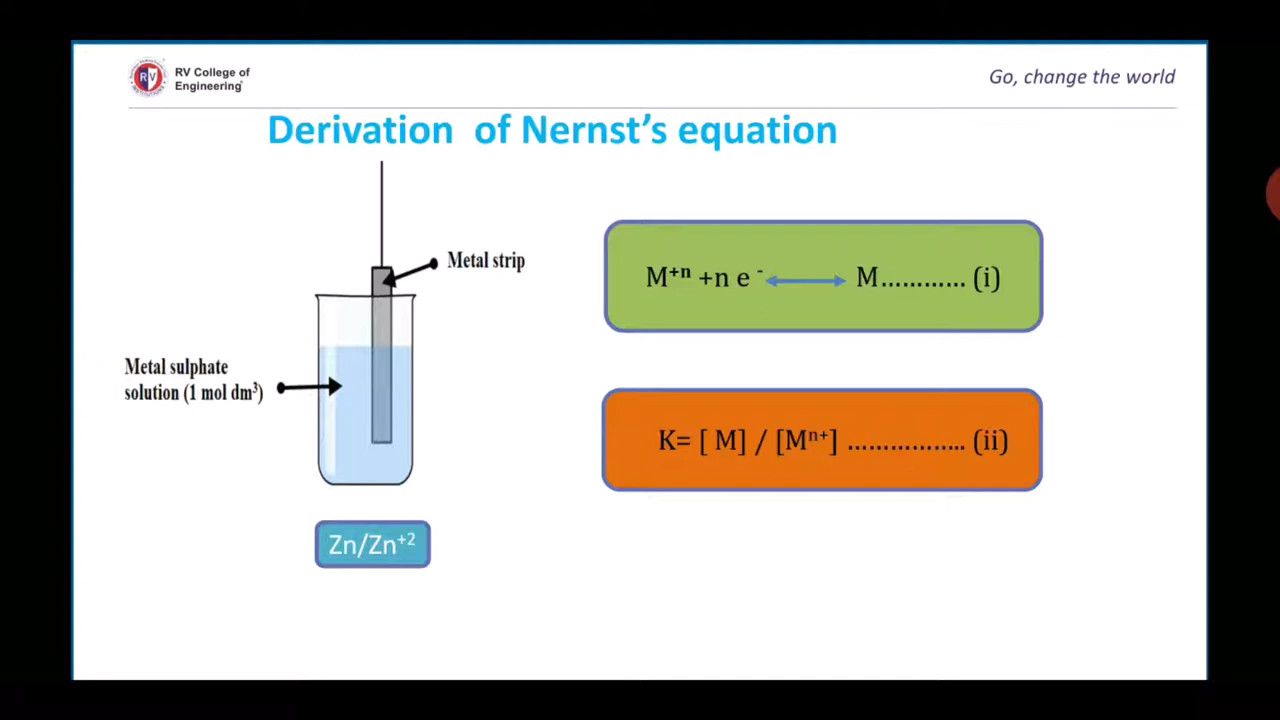 RV College of
Engineering
Go, change the world
Derivation of Nernst's equation
Metal strip
M⁺ⁿ +n e ⁻ ⟷ M………… (i)
Metal sulphate
solution (1 mol dm³)
K= [ M] / [Mⁿ⁺] …………….. (ii)
Zn/Zn⁺²